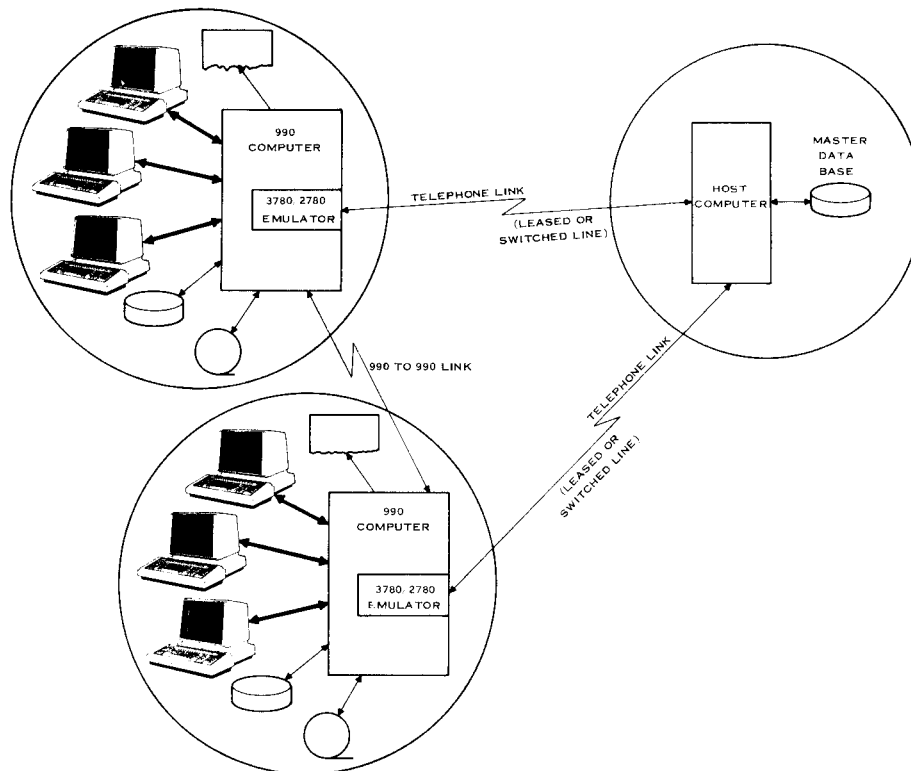 990
COMPUTER
3780, 2780
EMULATOR
TELEPHONE LINK
(LEASED OR
SWITCHED LINE)
HOST
COMPUTER
MASTER
DATA
BASE
990 TO 990 LINK
TELEPHONE LINK
(LEASED OR
SWITCHED LINE)
990
COMPUTER
3780, 2780
EMULATOR